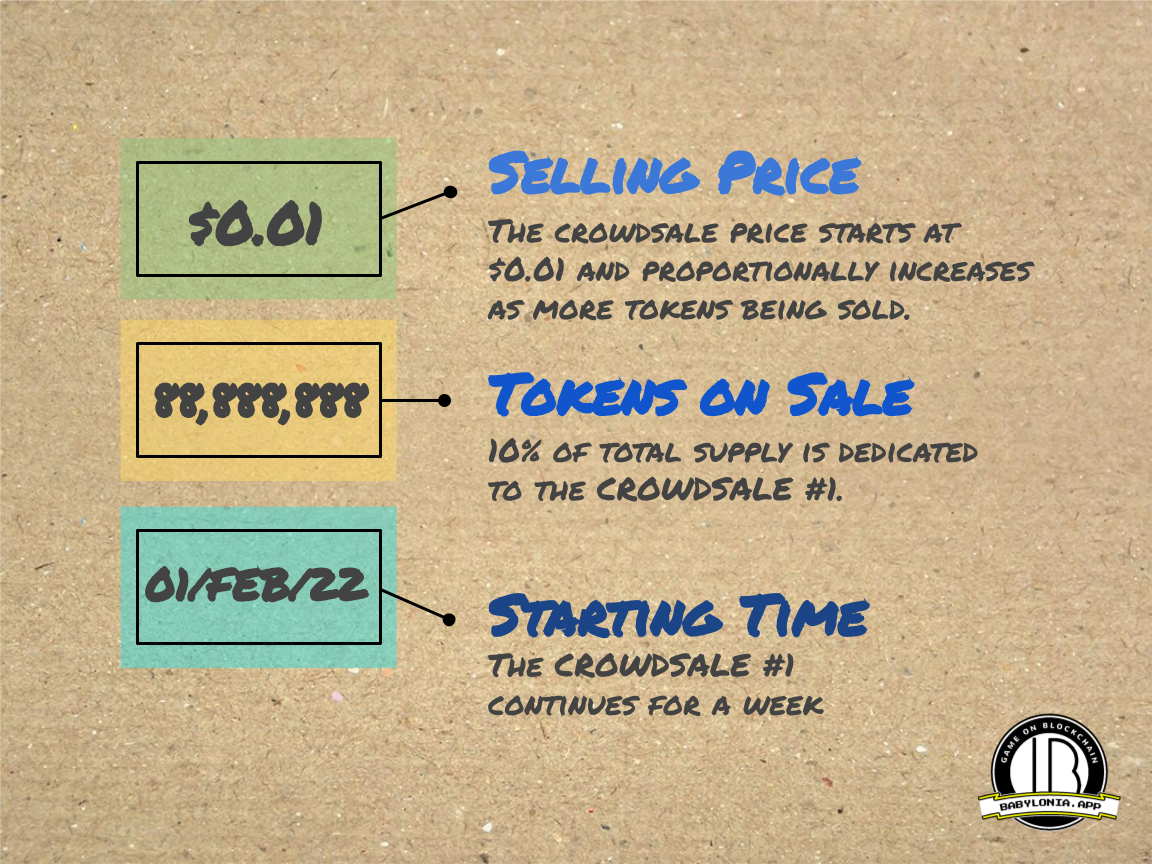 $0.01
Selling Price
The crowdsale price starts at
$0.01 and proportionally increases
as more tokens being sold.
88,888,888
Tokens on Sale
10% of total supply is dedicated
to the CROWDSALE #1.
01/FEB/22
Starting Time
The CROWDSALE #1
continues for a week
GAME ON BLOCKCHAIN
B
BABYLONIA.APP